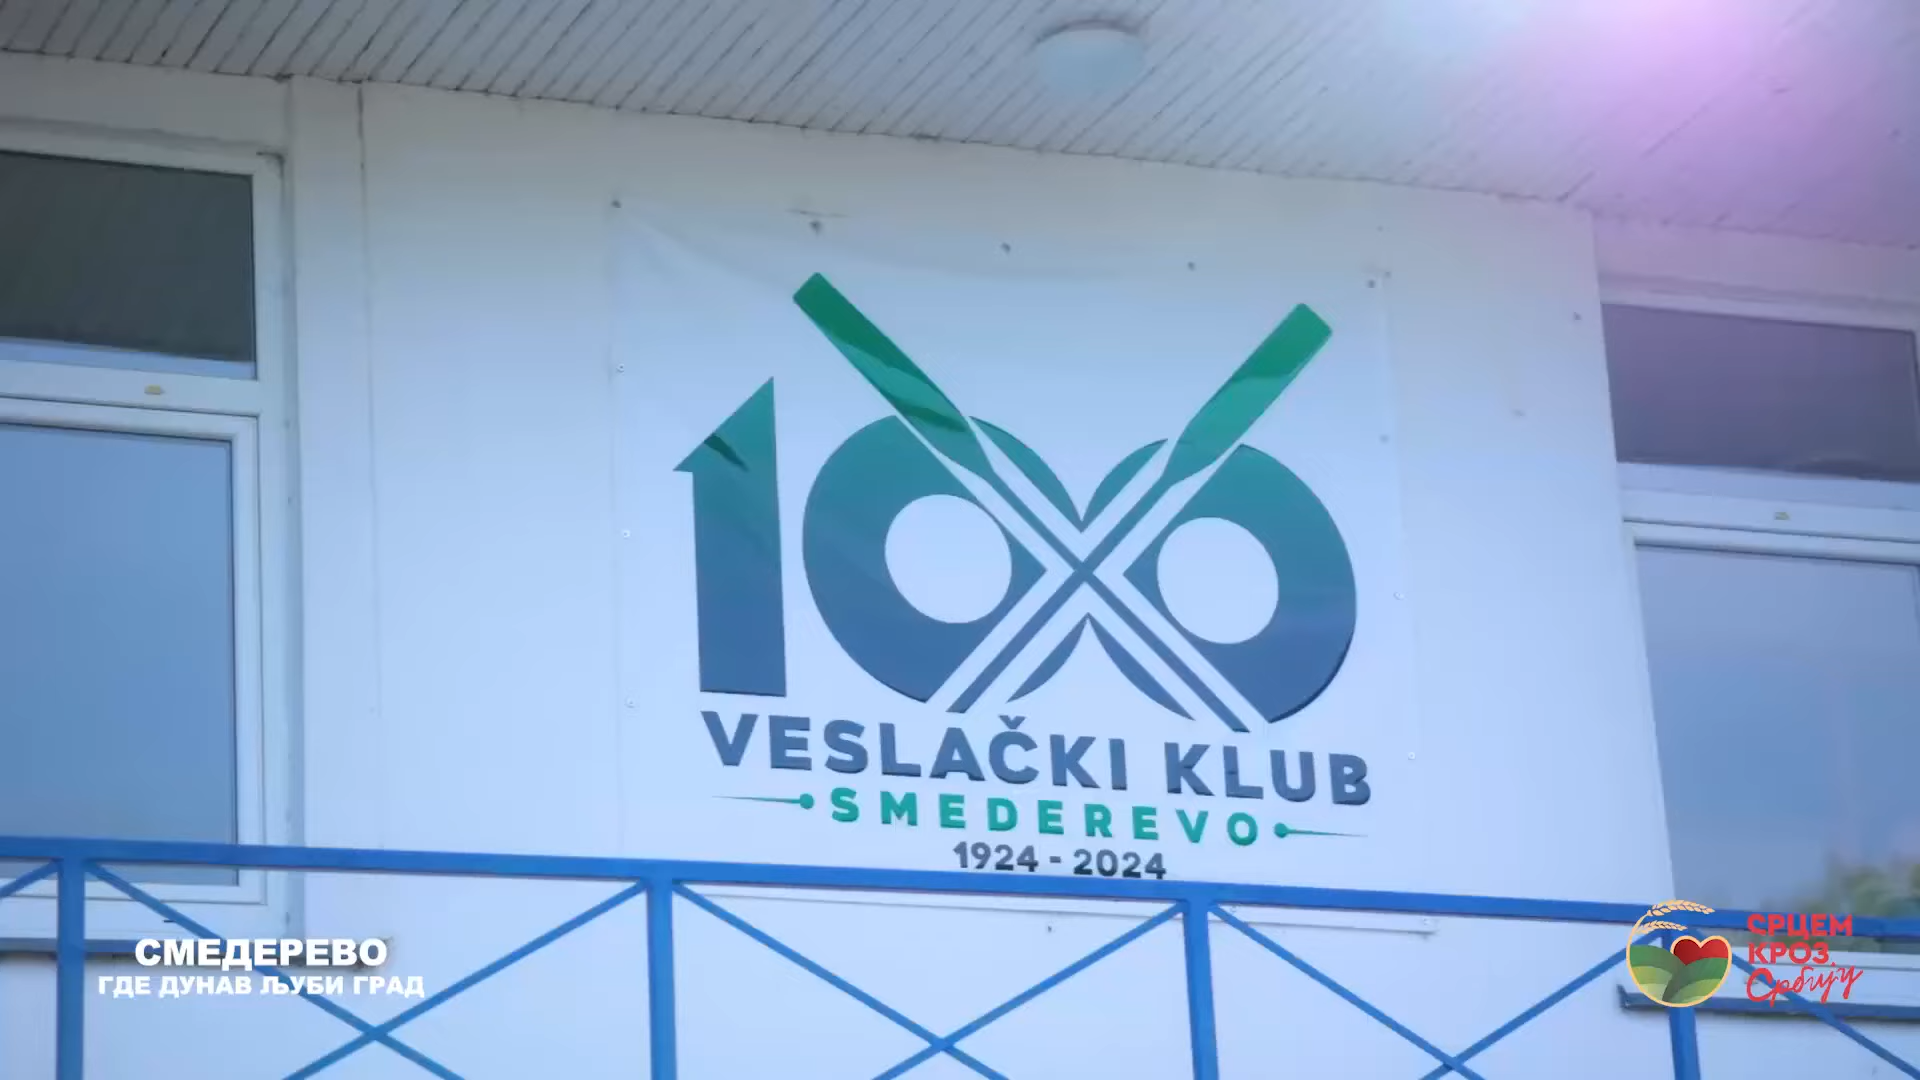 100
VESLAČKI KLUB
SMEDEREVO
1924 - 2024
СМЕДЕРЕВО
ГДЕ ДУНАВ ЉУБИ ГРАД
СРЦЕМ
КРОЗ
Србију